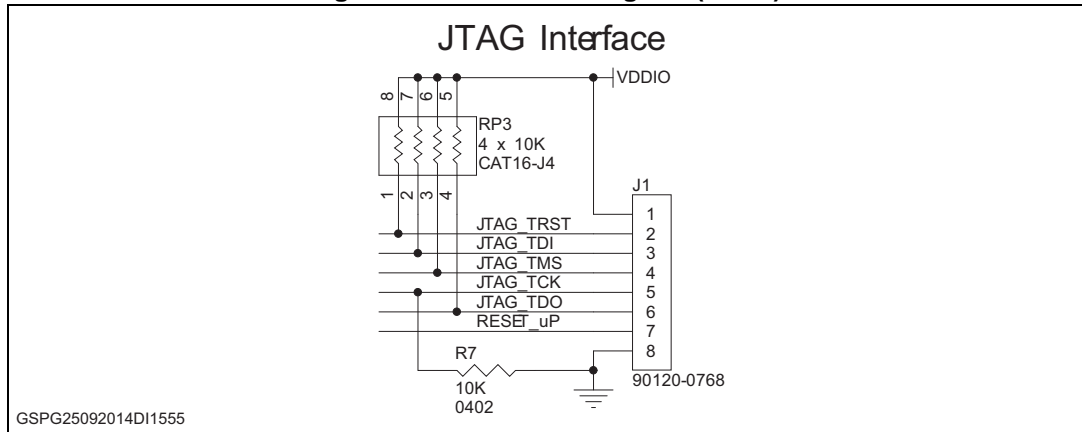 JTAG Interface
VDDIO
8 7 6 5
RP3
4 x 10K
CAT16-J4
1 2 3 4
J1
1
JTAG_TRST 2
JTAG_TDI 3
JTAG_TMS 4
JTAG_TCK 5
JTAG_TDO 6
RESET_uP 7
8
R7
10K
0402
90120-0768
GSPG25092014DI1555